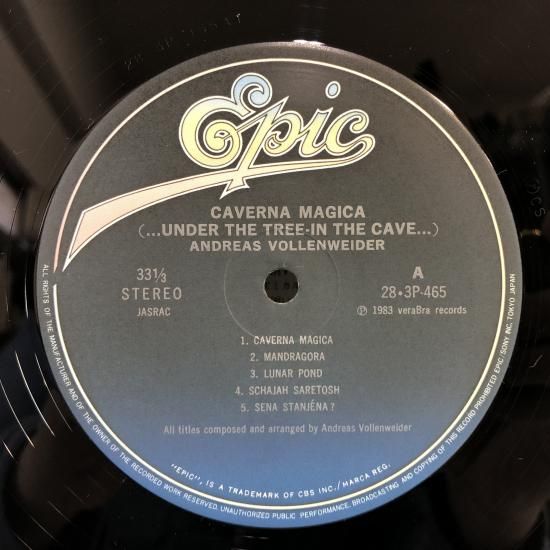 Epic
CAVERNA MAGICA
(...UNDER THE TREE-IN THE CAVE...)
ANDREAS VOLLENWEIDER
33 1/3
STEREO
JASRAC
A
28・3P-465
℗ 1983 veraBra records
1. CAVERNA MAGICA
2. MANDRAGORA
3. LUNAR POND
4. SCHAJAH SARETOSH
5. SENA STANJÊNA?
All titles composed and arranged by Andreas Vollenweider
"EPIC", IS A TRADEMARK OF CBS INC./MARCA REG.
ALL RIGHTS OF THE MANUFACTURER AND OF THE OWNER OF THE RECORDED WORK RESERVED. UNAUTHORIZED PUBLIC PERFORMANCE, BROADCASTING AND COPYING OF THIS RECORD PROHIBITED EPIC/SONY INC. TOKYO JAPAN